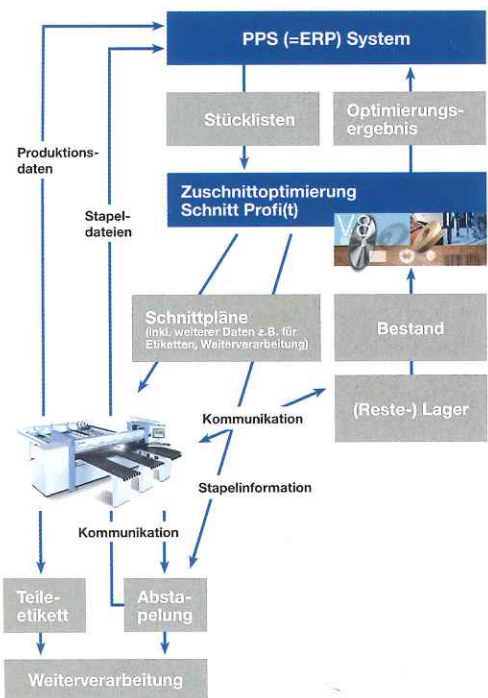 PPS (=ERP) System
Stücklisten
Optimierungs-
ergebnis
Produktions-
daten
Stapel-
dateien
Zuschnittoptimierung
Schnitt Profi(t)
V8
Schnittpläne
(inkl. weiterer Daten z.B. für
Etiketten, Weiterverarbeitung)
Bestand
(Reste-) Lager
Kommunikation
Stapelinformation
Kommunikation
Teile-
etikett
Absta-
pelung
Weiterverarbeitung